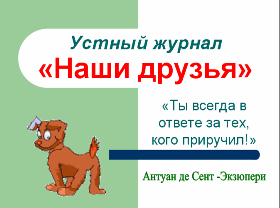 Устный журнал
«Наши друзья»
«Ты всегда в
ответе за тех,
кого приручил!»
Антуан де Сент -Экзюпери